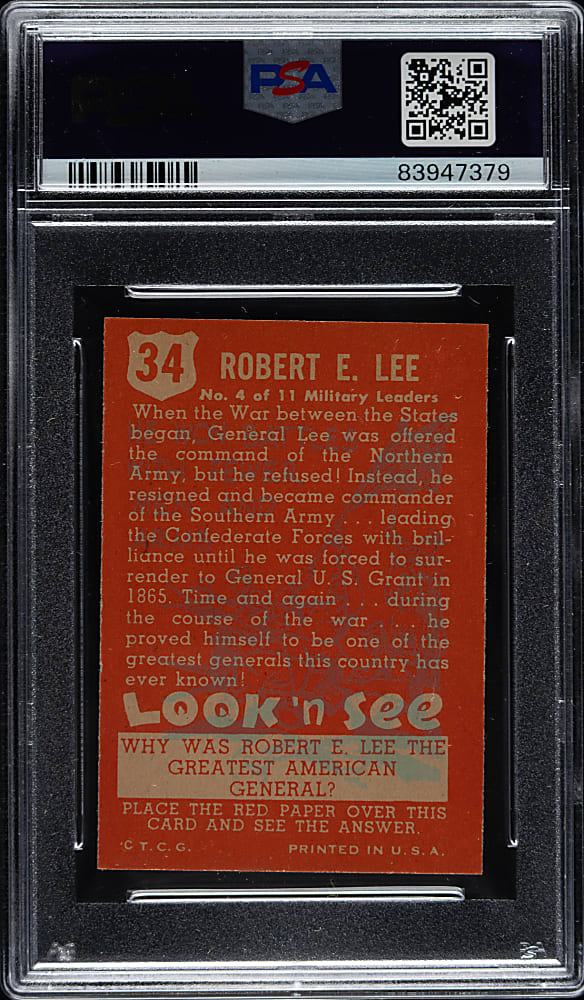 PSA
83947379
34
ROBERT E. LEE
No. 4 of 11 Military Leaders
When the War between the States
began, General Lee was offered
the command of the Northern
Army, but he refused! Instead, he
resigned and became commander
of the Southern Army . . . leading
the Confederate Forces with bril-
liance until he was forced to sur-
render to General U. S. Grant in
1865. Time and again . . . during
the course of the war . . . he
proved himself to be one of the
greatest generals this country has
ever known!
LOOK 'n SEE
WHY WAS ROBERT E. LEE THE
GREATEST AMERICAN
GENERAL?
PLACE THE RED PAPER OVER THIS
CARD AND SEE THE ANSWER.
© T.C.G.
PRINTED IN U.S.A.